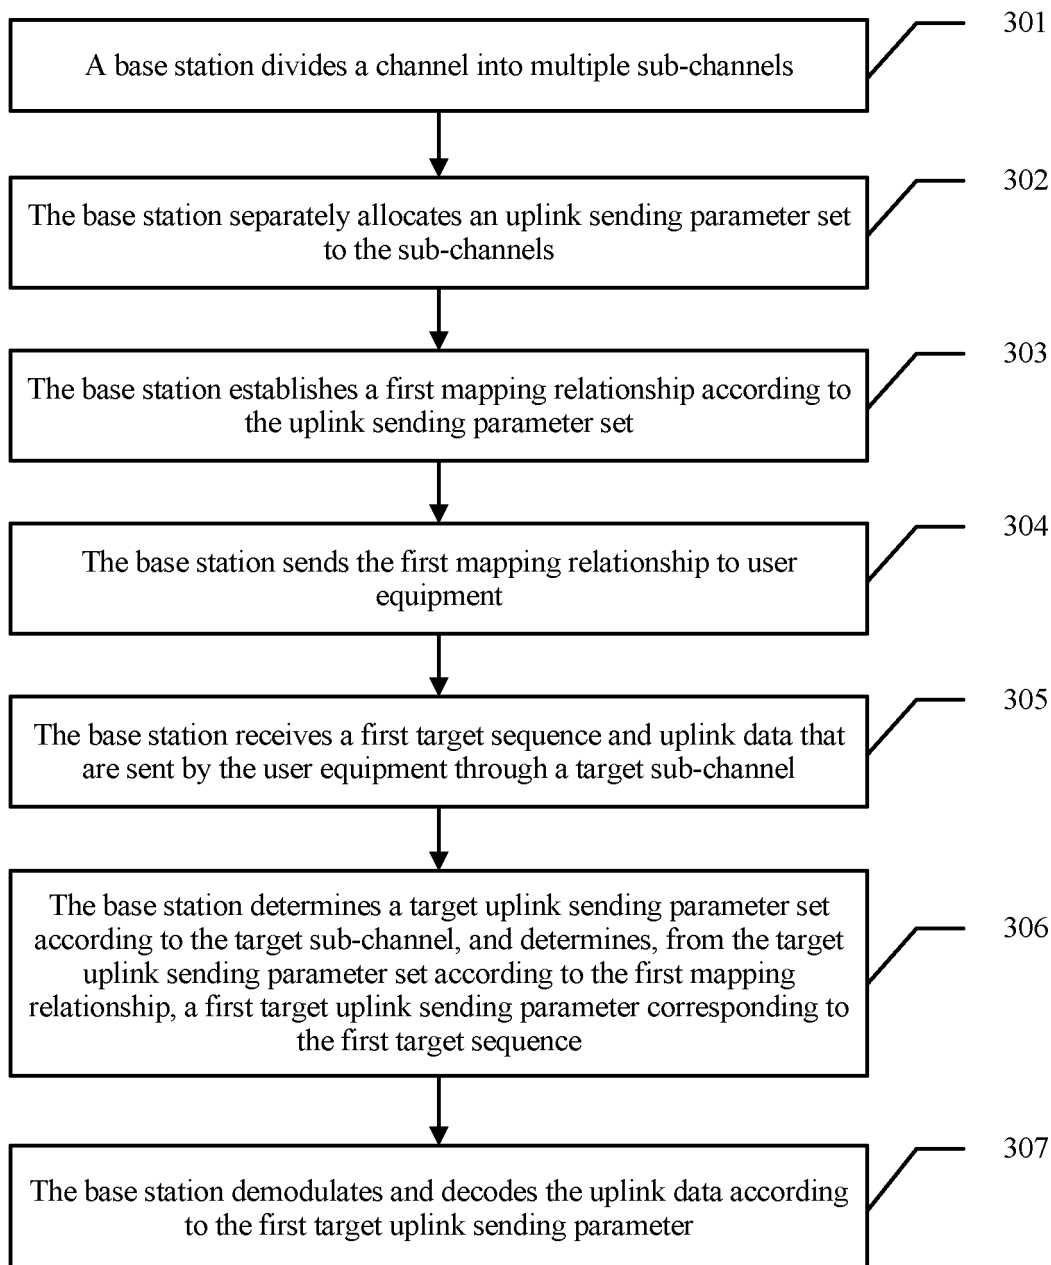 301
A base station divides a channel into multiple sub-channels
302
The base station separately allocates an uplink sending parameter set
to the sub-channels
303
The base station establishes a first mapping relationship according to
the uplink sending parameter set
304
The base station sends the first mapping relationship to user
equipment
305
The base station receives a first target sequence and uplink data that
are sent by the user equipment through a target sub-channel
306
The base station determines a target uplink sending parameter set
according to the target sub-channel, and determines, from the target
uplink sending parameter set according to the first mapping
relationship, a first target uplink sending parameter corresponding to
the first target sequence
307
The base station demodulates and decodes the uplink data according
to the first target uplink sending parameter